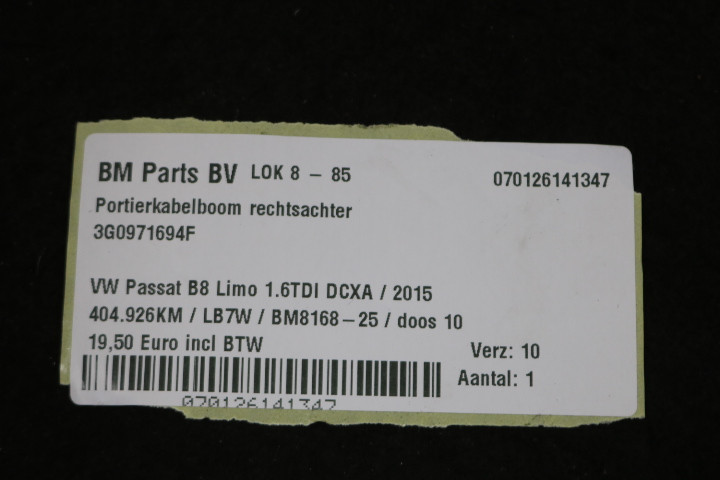 BM Parts BV LOK 8 - 85 070126141347
Portierkabelboom rechtsachter
3G0971694F
VW Passat B8 Limo 1.6TDI DCXA / 2015
404.926KM / LB7W / BM8168-25 / doos 10
19,50 Euro incl BTW
Verz: 10
Aantal: 1
070126141347